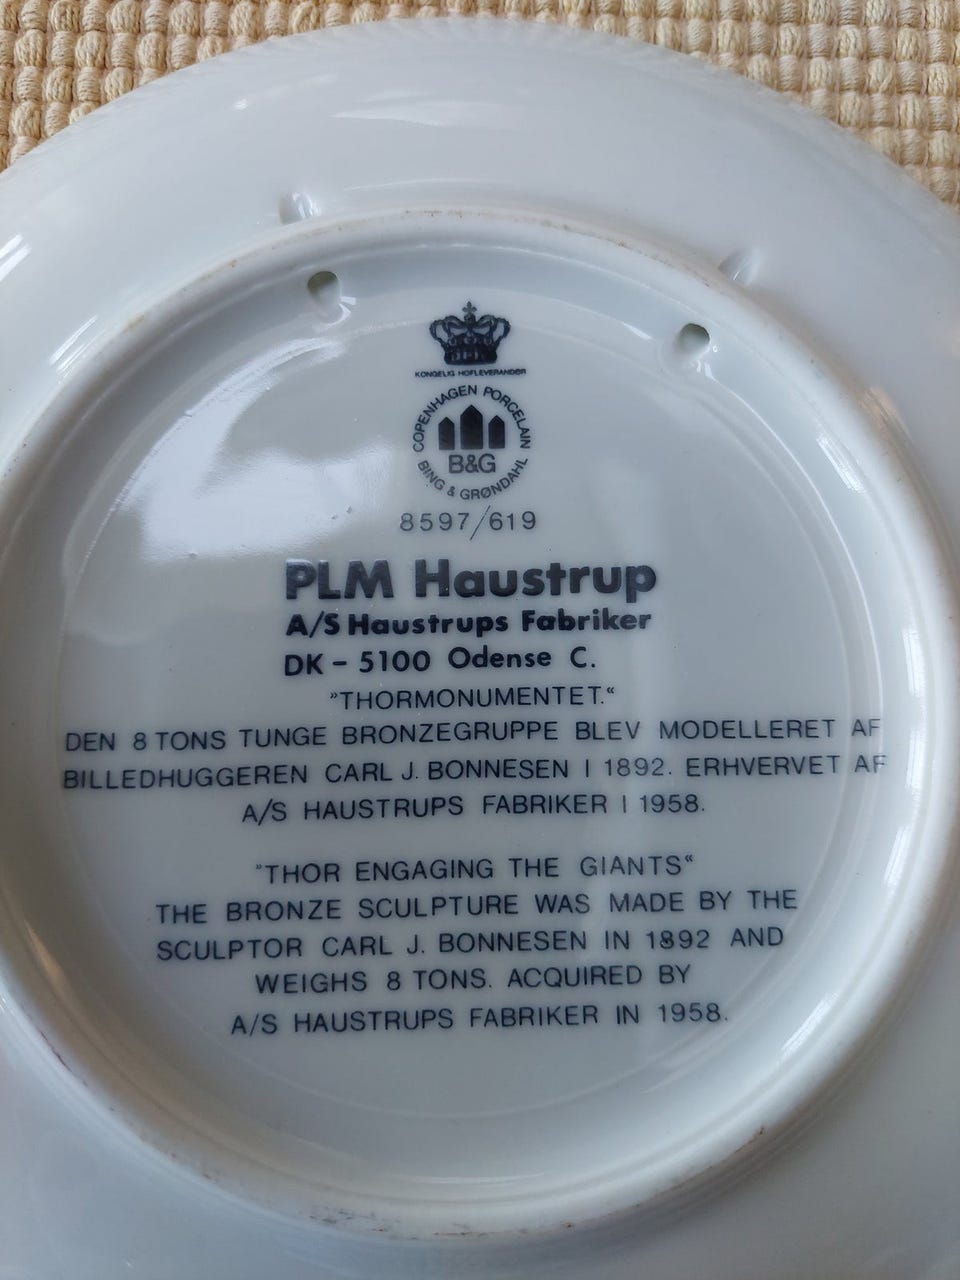 KONGELIG HOFLEVERANDØR
COPENHAGEN PORCELAIN
B&G
BING & GRØNDAHL
8597/619
PLM Haustrup
A/S Haustrups Fabriker
DK - 5100 Odense C.
"THORMONUMENTET."
DEN 8 TONS TUNGE BRONZEGRUPPE BLEV MODELLERET AF
BILLEDHUGGEREN CARL J. BONNESEN I 1892. ERHVERVET AF
A/S HAUSTRUPS FABRIKER I 1958.
"THOR ENGAGING THE GIANTS"
THE BRONZE SCULPTURE WAS MADE BY THE
SCULPTOR CARL J. BONNESEN IN 1892 AND
WEIGHS 8 TONS. ACQUIRED BY
A/S HAUSTRUPS FABRIKER IN 1958.